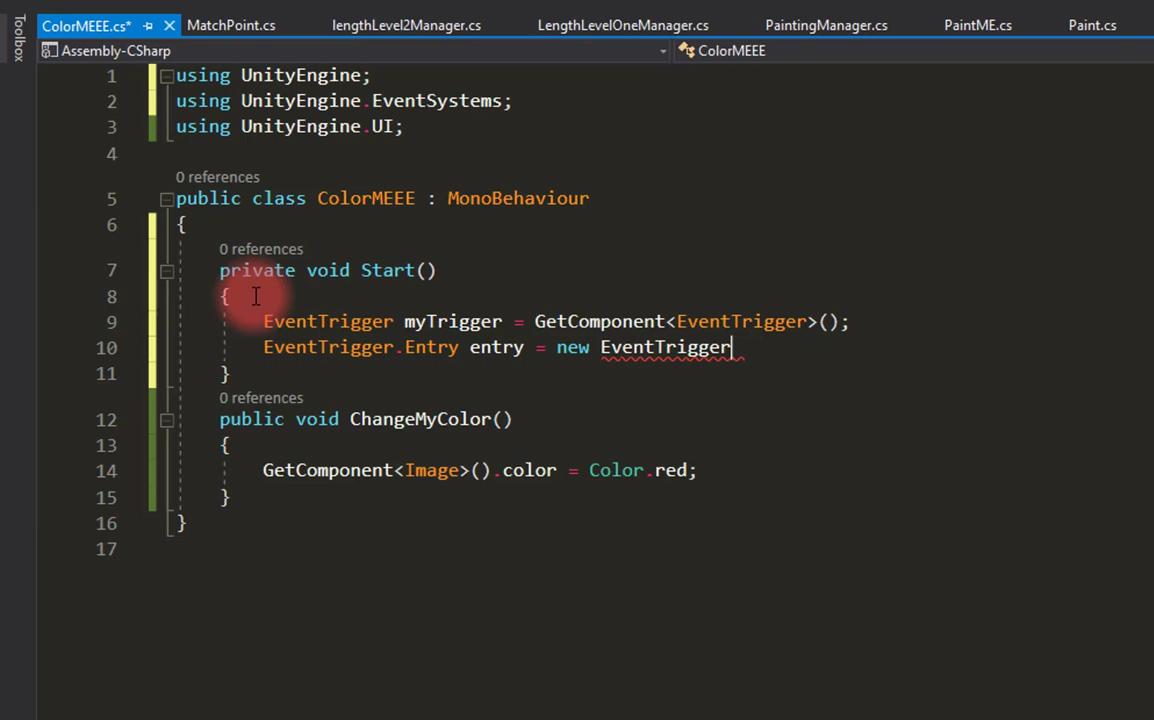 Toolbox
ColorMEEE.cs* MatchPoint.cs lengthLevel2Manager.cs LengthLevelOneManager.cs PaintingManager.cs PaintME.cs Paint.cs
Assembly-CSharp ColorMEEE
1 using UnityEngine;
2 using UnityEngine.EventSystems;
3 using UnityEngine.UI;
4
0 references
5 public class ColorMEEE : MonoBehaviour
6 {
0 references
7 private void Start()
8 {
9 EventTrigger myTrigger = GetComponent<EventTrigger>();
10 EventTrigger.Entry entry = new EventTrigger
11 }
0 references
12 public void ChangeMyColor()
13 {
14 GetComponent<Image>().color = Color.red;
15 }
16 }
17